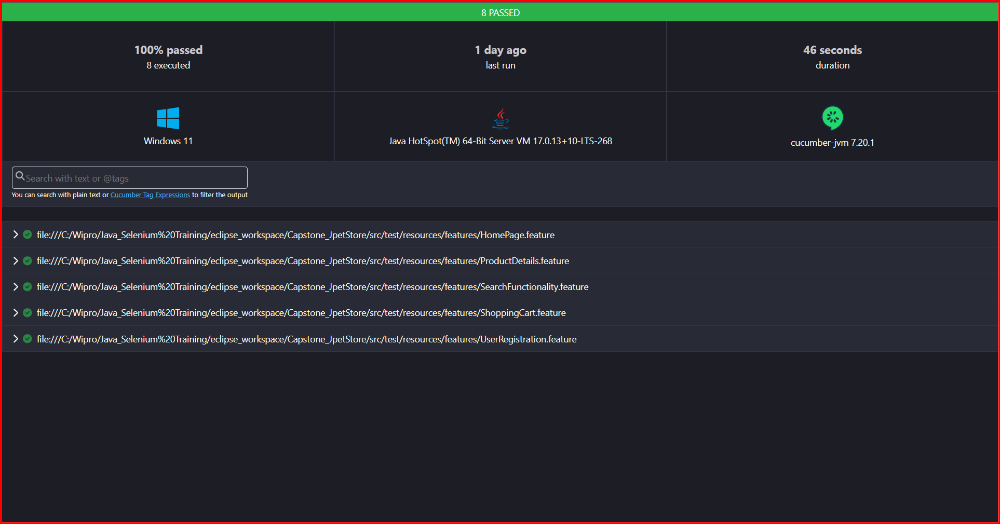 8 PASSED
100% passed
8 executed
1 day ago
last run
46 seconds
duration
Windows 11
Java HotSpot(TM) 64-Bit Server VM 17.0.13+10-LTS-268
cucumber-jvm 7.20.1
Search with text or @tags
You can search with plain text or Cucumber Tag Expressions to filter the output
file:///C:/Wipro/Java_Selenium%20Training/eclipse_workspace/Capstone_JpetStore/src/test/resources/features/HomePage.feature
file:///C:/Wipro/Java_Selenium%20Training/eclipse_workspace/Capstone_JpetStore/src/test/resources/features/ProductDetails.feature
file:///C:/Wipro/Java_Selenium%20Training/eclipse_workspace/Capstone_JpetStore/src/test/resources/features/SearchFunctionality.feature
file:///C:/Wipro/Java_Selenium%20Training/eclipse_workspace/Capstone_JpetStore/src/test/resources/features/ShoppingCart.feature
file:///C:/Wipro/Java_Selenium%20Training/eclipse_workspace/Capstone_JpetStore/src/test/resources/features/UserRegistration.feature